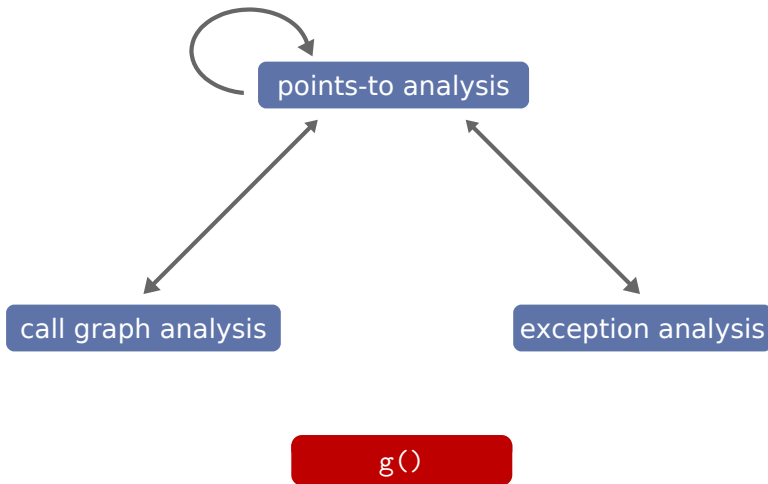 points-to analysis
call graph analysis
exception analysis
g()